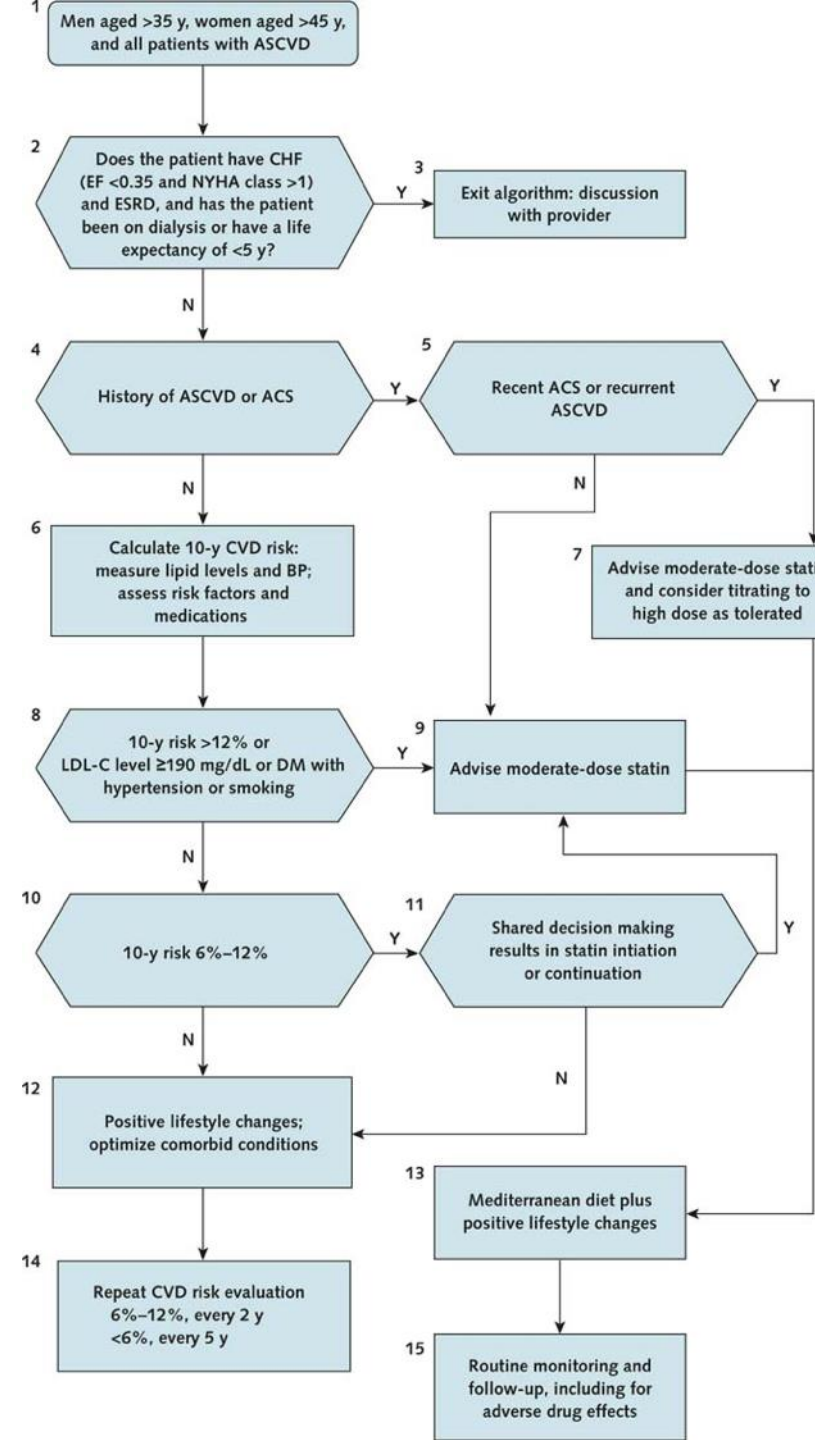 1
Men aged >35 y, women aged >45 y,
and all patients with ASCVD
2
Does the patient have CHF
(EF <0.35 and NYHA class >1)
and ESRD, and has the patient
been on dialysis or have a life
expectancy of <5 y?
Y
3
Exit algorithm: discussion
with provider
N
4
History of ASCVD or ACS
Y
5
Recent ACS or recurrent
ASCVD
Y
N
N
6
Calculate 10-y CVD risk:
measure lipid levels and BP;
assess risk factors and
medications
7
Advise moderate-dose stati
and consider titrating to
high dose as tolerated
8
10-y risk >12% or
LDL-C level ≥190 mg/dL or DM with
hypertension or smoking
Y
9
Advise moderate-dose statin
N
10
10-y risk 6%–12%
Y
11
Shared decision making
results in statin intiation
or continuation
Y
N
N
12
Positive lifestyle changes;
optimize comorbid conditions
13
Mediterranean diet plus
positive lifestyle changes
14
Repeat CVD risk evaluation
6%–12%, every 2 y
<6%, every 5 y
15
Routine monitoring and
follow-up, including for
adverse drug effects